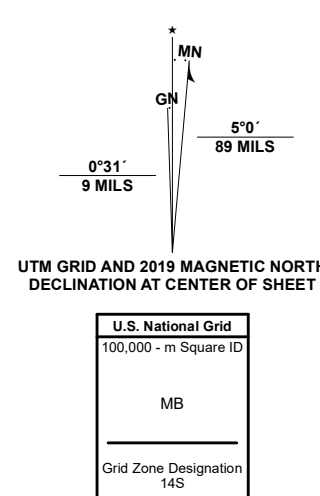 ★
MN
GN
5°0´
89 MILS
0°31´
9 MILS
UTM GRID AND 2019 MAGNETIC NORTH
DECLINATION AT CENTER OF SHEET
U.S. National Grid
100,000 - m Square ID
MB
Grid Zone Designation
14S